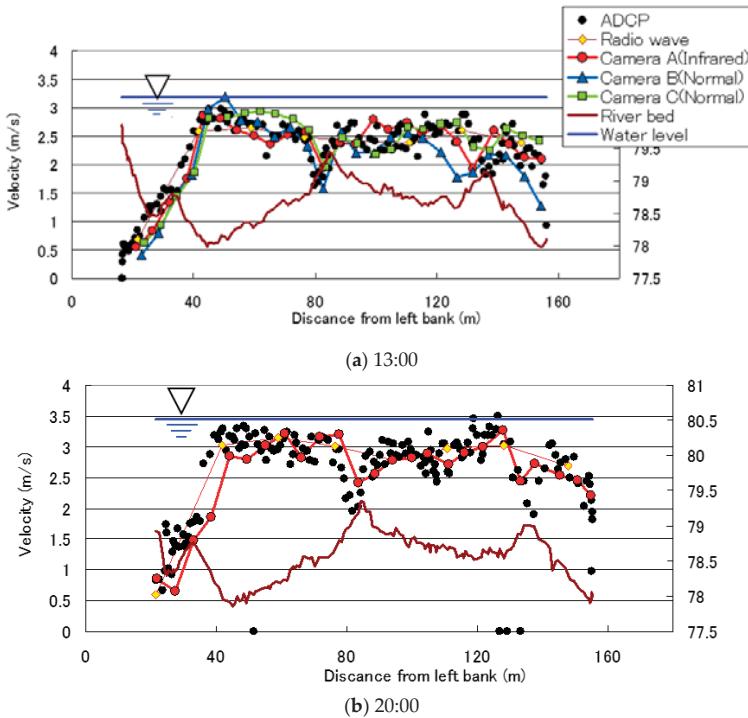 ADCP
Radio wave
Camera A(Infrared)
Camera B(Normal)
Camera C(Normal)
River bed
Water level
4
3.5
3
2.5
2
1.5
1
0.5
0
Velocity (m/s)
79.5
79
78.5
78
77.5
0 40 80 120 160
Discance from left bank (m)
(a) 13:00
4
3.5
3
2.5
2
1.5
1
0.5
0
Velocity (m/s)
81
80.5
80
79.5
79
78.5
78
77.5
0 40 80 120 160
Distance from left bank (m)
(b) 20:00